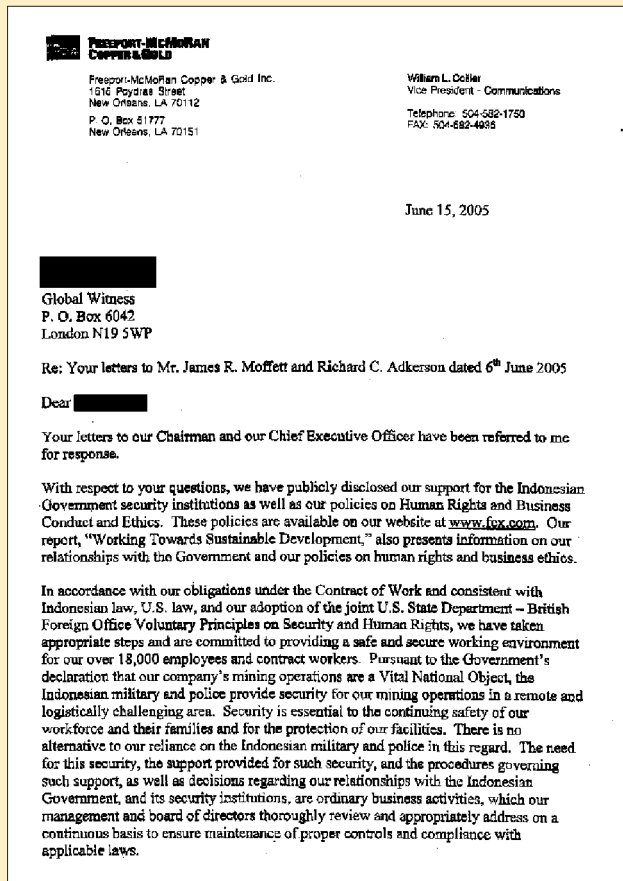 FREEPORT-McMoRAN
COPPER & GOLD
Freeport-McMoRan Copper & Gold Inc.
1615 Poydras Street
New Orleans, LA 70112
P. O. Box 51777
New Orleans, LA 70151
William L. Collier
Vice President - Communications
Telephone: 504-582-1750
FAX: 504-582-4936
June 15, 2005
Global Witness
P. O. Box 6042
London N19 5WP
Re: Your letters to Mr. James R. Moffett and Richard C. Adkerson dated 6th June 2005
Dear
Your letters to our Chairman and our Chief Executive Officer have been referred to me
for response.
With respect to your questions, we have publicly disclosed our support for the Indonesian
Government security institutions as well as our policies on Human Rights and Business
Conduct and Ethics. These policies are available on our website at www.fcx.com. Our
report, "Working Towards Sustainable Development," also presents information on our
relationships with the Government and our policies on human rights and business ethics.
In accordance with our obligations under the Contract of Work and consistent with
Indonesian law, U.S. law, and our adoption of the joint U.S. State Department – British
Foreign Office Voluntary Principles on Security and Human Rights, we have taken
appropriate steps and are committed to providing a safe and secure working environment
for our over 18,000 employees and contract workers. Pursuant to the Government's
declaration that our company's mining operations are a Vital National Object, the
Indonesian military and police provide security for our mining operations in a remote and
logistically challenging area. Security is essential to the continuing safety of our
workforce and their families and for the protection of our facilities. There is no
alternative to our reliance on the Indonesian military and police in this regard. The need
for this security, the support provided for such security, and the procedures governing
such support, as well as decisions regarding our relationships with the Indonesian
Government, and its security institutions, are ordinary business activities, which our
management and board of directors thoroughly review and appropriately address on a
continuous basis to ensure maintenance of proper controls and compliance with
applicable laws.